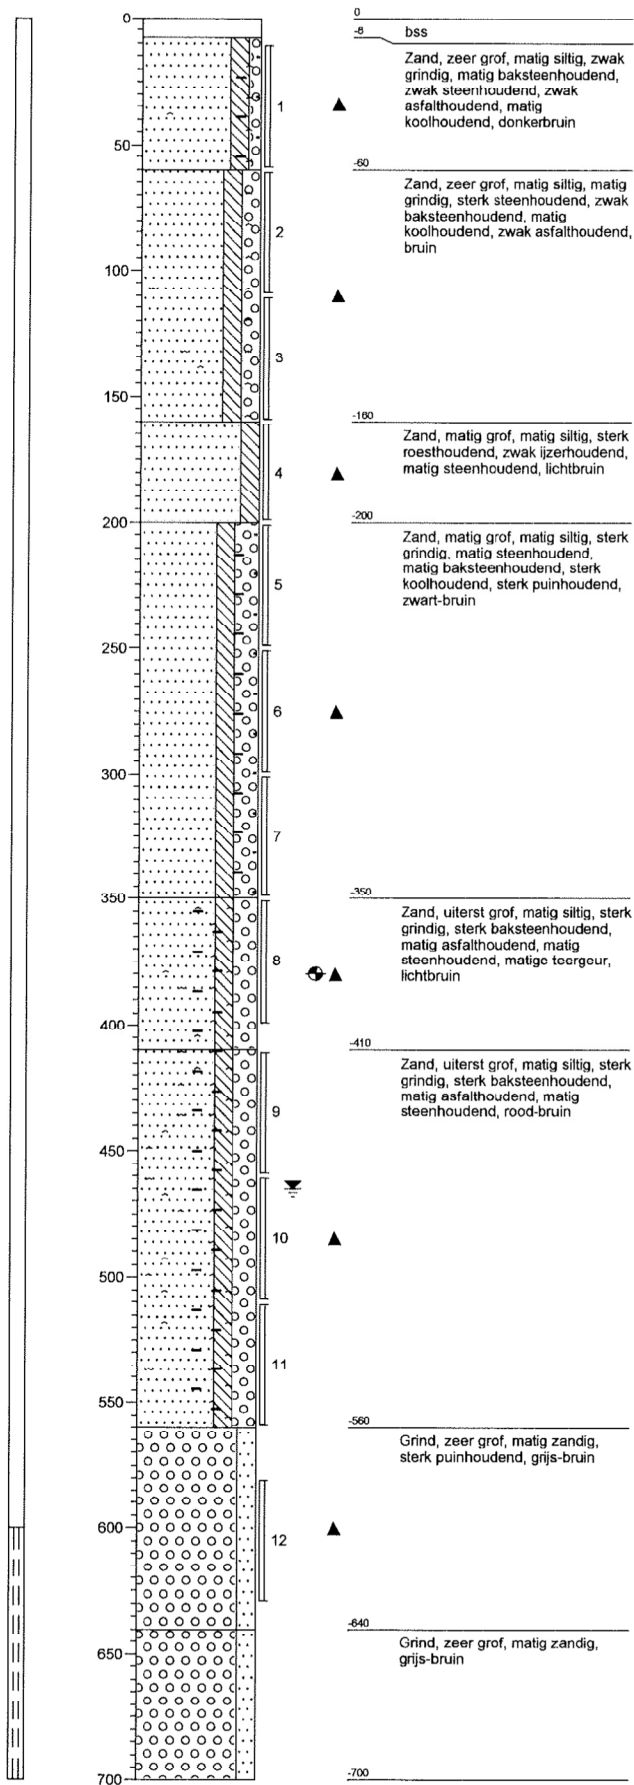 0
0
-8
bss
Zand, zeer grof, matig siltig, zwak
grindig, matig baksteenhoudend,
zwak steenhoudend, zwak
asfalthoudend, matig
koolhoudend, donkerbruin
1
50
-60
Zand, zeer grof, matig siltig, matig
grindig, sterk steenhoudend, zwak
baksteenhoudend, matig
koolhoudend, zwak asfalthoudend,
bruin
2
100
3
150
-160
Zand, matig grof, matig siltig, sterk
roesthoudend, zwak ijzerhoudend,
matig steenhoudend, lichtbruin
4
200
-200
Zand, matig grof, matig siltig, sterk
grindig, matig steenhoudend,
matig baksteenhoudend, sterk
koolhoudend, sterk puinhoudend,
zwart-bruin
5
250
6
300
7
350
-350
Zand, uiterst grof, matig siltig, sterk
grindig, sterk baksteenhoudend,
matig asfalthoudend, matig
steenhoudend, matige teergeur,
lichtbruin
8
400
-410
Zand, uiterst grof, matig siltig, sterk
grindig, sterk baksteenhoudend,
matig asfalthoudend, matig
steenhoudend, rood-bruin
9
450
10
500
11
550
-560
Grind, zeer grof, matig zandig,
sterk puinhoudend, grijs-bruin
600
12
-640
Grind, zeer grof, matig zandig,
grijs-bruin
650
700
-700